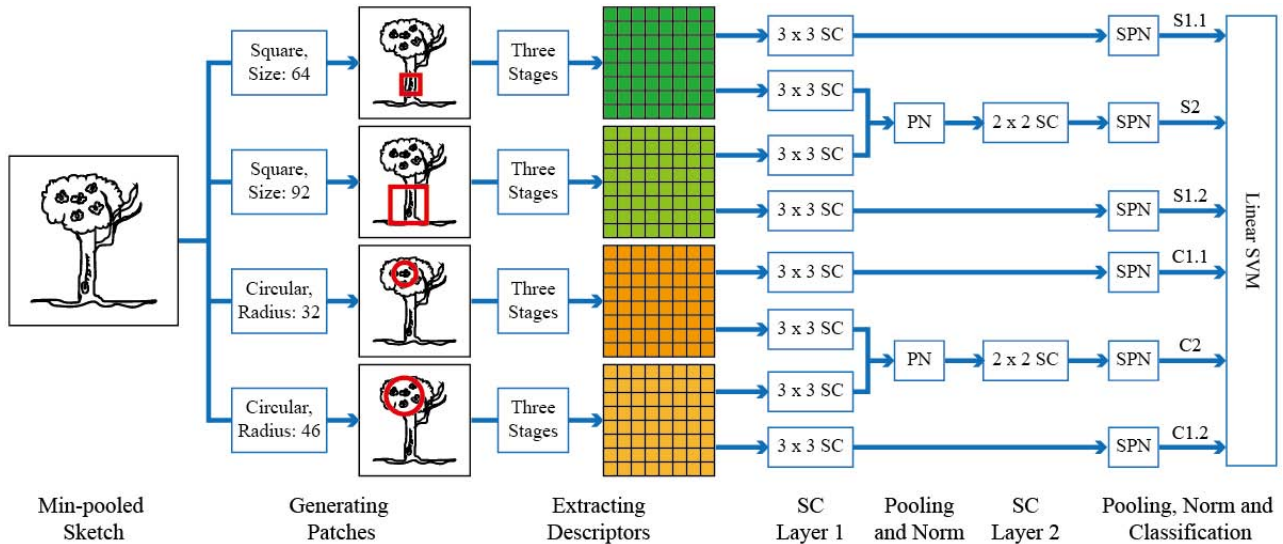 Square,
Size: 64
Three
Stages
3 x 3 SC
SPN
S1.1
3 x 3 SC
PN
2 x 2 SC
SPN
S2
Square,
Size: 92
Three
Stages
3 x 3 SC
3 x 3 SC
SPN
S1.2
Linear SVM
Circular,
Radius: 32
Three
Stages
3 x 3 SC
SPN
C1.1
3 x 3 SC
PN
2 x 2 SC
SPN
C2
Circular,
Radius: 46
Three
Stages
3 x 3 SC
3 x 3 SC
SPN
C1.2
Min-pooled
Sketch
Generating
Patches
Extracting
Descriptors
SC
Layer 1
Pooling
and Norm
SC
Layer 2
Pooling, Norm and
Classification